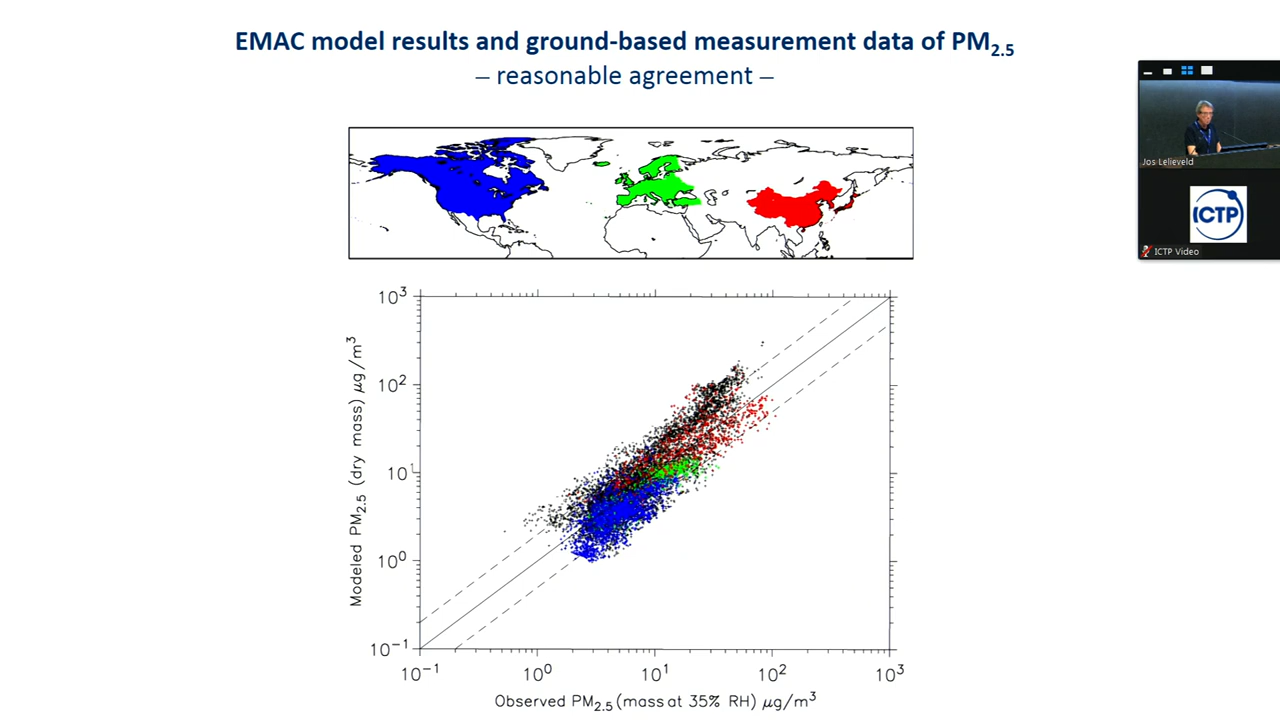 EMAC model results and ground-based measurement data of PM2.5
– reasonable agreement –
Jos Lelieveld
ICTP
ICTP Video
10³
10²
10¹
10⁰
10⁻¹
Modeled PM2.5 (dry mass) μg/m³
10⁻¹ 10⁰ 10¹ 10² 10³
Observed PM2.5 (mass at 35% RH) μg/m³